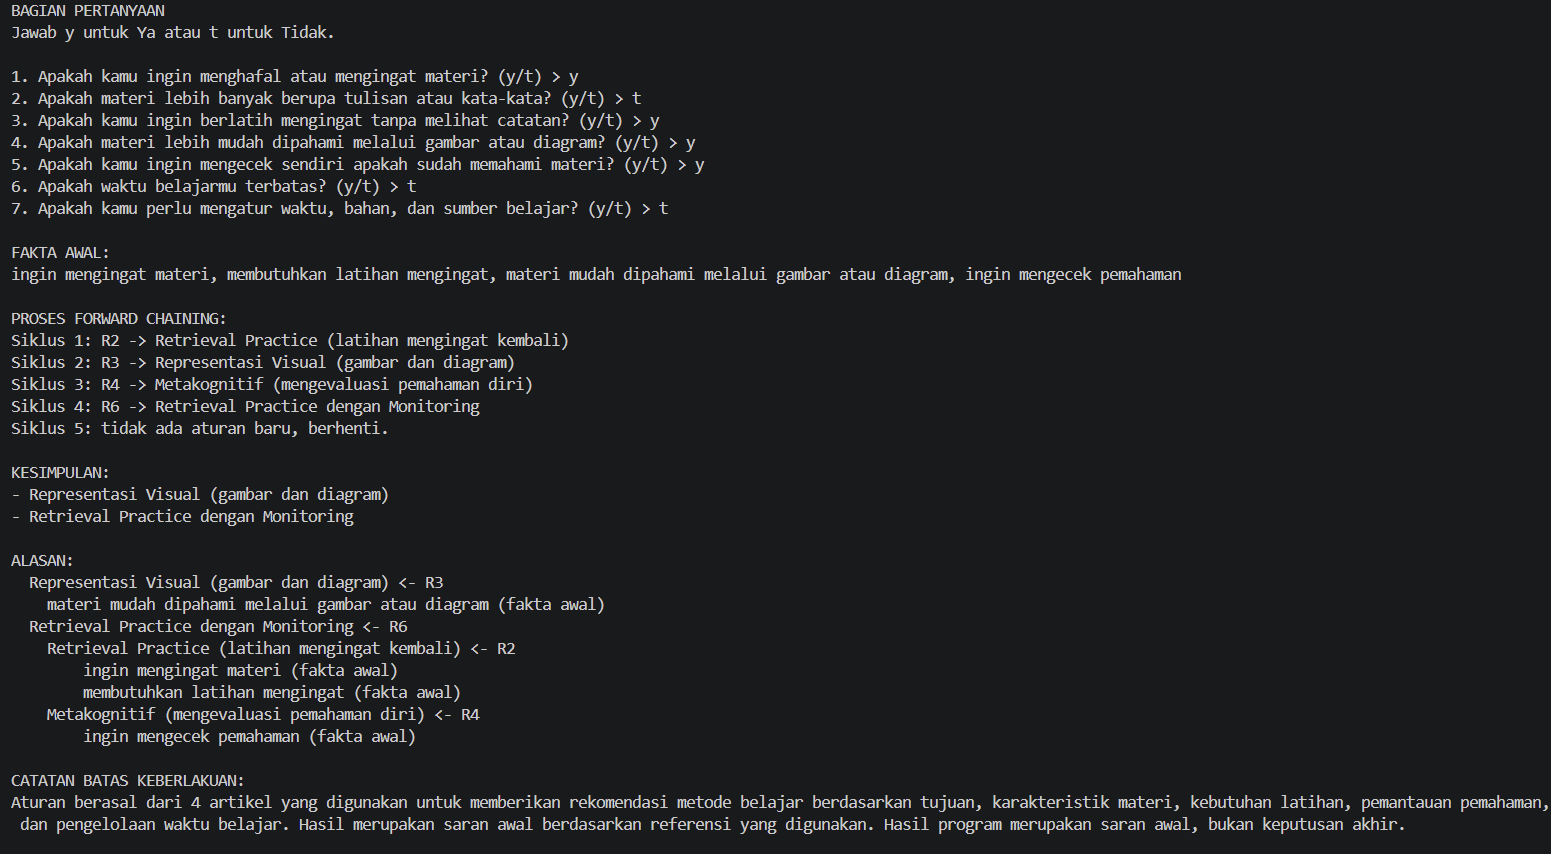 BAGIAN PERTANYAAN
Jawab y untuk Ya atau t untuk Tidak.
1. Apakah kamu ingin menghafal atau mengingat materi? (y/t) > y
2. Apakah materi lebih banyak berupa tulisan atau kata-kata? (y/t) > t
3. Apakah kamu ingin berlatih mengingat tanpa melihat catatan? (y/t) > y
4. Apakah materi lebih mudah dipahami melalui gambar atau diagram? (y/t) > y
5. Apakah kamu ingin mengecek sendiri apakah sudah memahami materi? (y/t) > y
6. Apakah waktu belajarmu terbatas? (y/t) > t
7. Apakah kamu perlu mengatur waktu, bahan, dan sumber belajar? (y/t) > t
FAKTA AWAL:
ingin mengingat materi, membutuhkan latihan mengingat, materi mudah dipahami melalui gambar atau diagram, ingin mengecek pemahaman
PROSES FORWARD CHAINING:
Siklus 1: R2 -> Retrieval Practice (latihan mengingat kembali)
Siklus 2: R3 -> Representasi Visual (gambar dan diagram)
Siklus 3: R4 -> Metakognitif (mengevaluasi pemahaman diri)
Siklus 4: R6 -> Retrieval Practice dengan Monitoring
Siklus 5: tidak ada aturan baru, berhenti.
KESIMPULAN:
- Representasi Visual (gambar dan diagram)
- Retrieval Practice dengan Monitoring
ALASAN:
Representasi Visual (gambar dan diagram) <- R3
materi mudah dipahami melalui gambar atau diagram (fakta awal)
Retrieval Practice dengan Monitoring <- R6
Retrieval Practice (latihan mengingat kembali) <- R2
ingin mengingat materi (fakta awal)
membutuhkan latihan mengingat (fakta awal)
Metakognitif (mengevaluasi pemahaman diri) <- R4
ingin mengecek pemahaman (fakta awal)
CATATAN BATAS KEBERLAKUAN:
Aturan berasal dari 4 artikel yang digunakan untuk memberikan rekomendasi metode belajar berdasarkan tujuan, karakteristik materi, kebutuhan latihan, pemantauan pemahaman,
dan pengelolaan waktu belajar. Hasil merupakan saran awal berdasarkan referensi yang digunakan. Hasil program merupakan saran awal, bukan keputusan akhir.